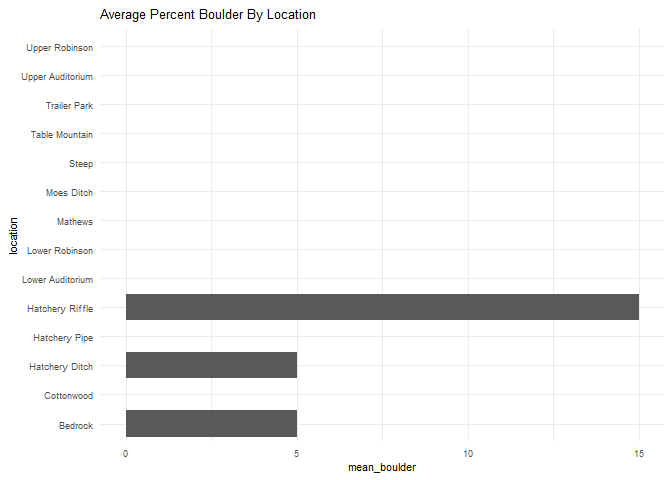 Average Percent Boulder By Location
Upper Robinson
Upper Auditorium
Trailer Park
Table Mountain
Steep
Moes Ditch
Mathews
location
Lower Robinson
Lower Auditorium
Hatchery Riffle
Hatchery Pipe
Hatchery Ditch
Cottonwood
Bedrock
0 5 10 15
mean_boulder